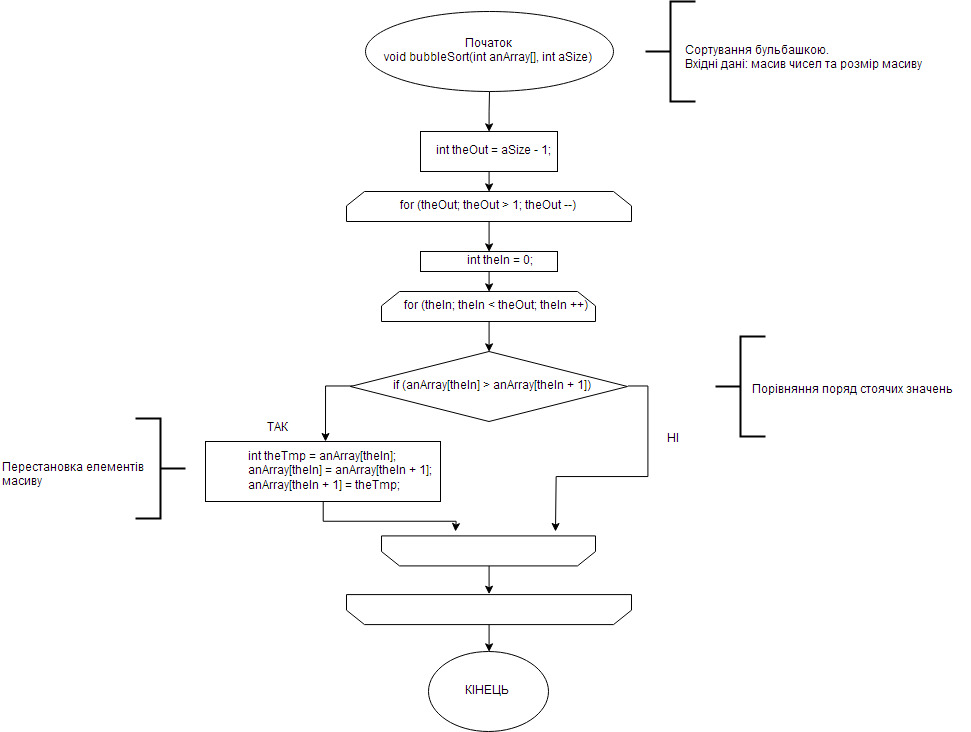 Початок
void bubbleSort(int anArray[], int aSize)
Сортування бульбашкою.
Вхідні дані: масив чисел та розмір масиву
int theOut = aSize - 1;
for (theOut; theOut > 1; theOut --)
int theIn = 0;
for (theIn; theIn < theOut; theIn ++)
if (anArray[theIn] > anArray[theIn + 1])
Порівняння поряд стоячих значень
ТАК
НІ
Перестановка елементів
масиву
int theTmp = anArray[theIn];
anArray[theIn] = anArray[theIn + 1];
anArray[theIn + 1] = theTmp;
КІНЕЦЬ